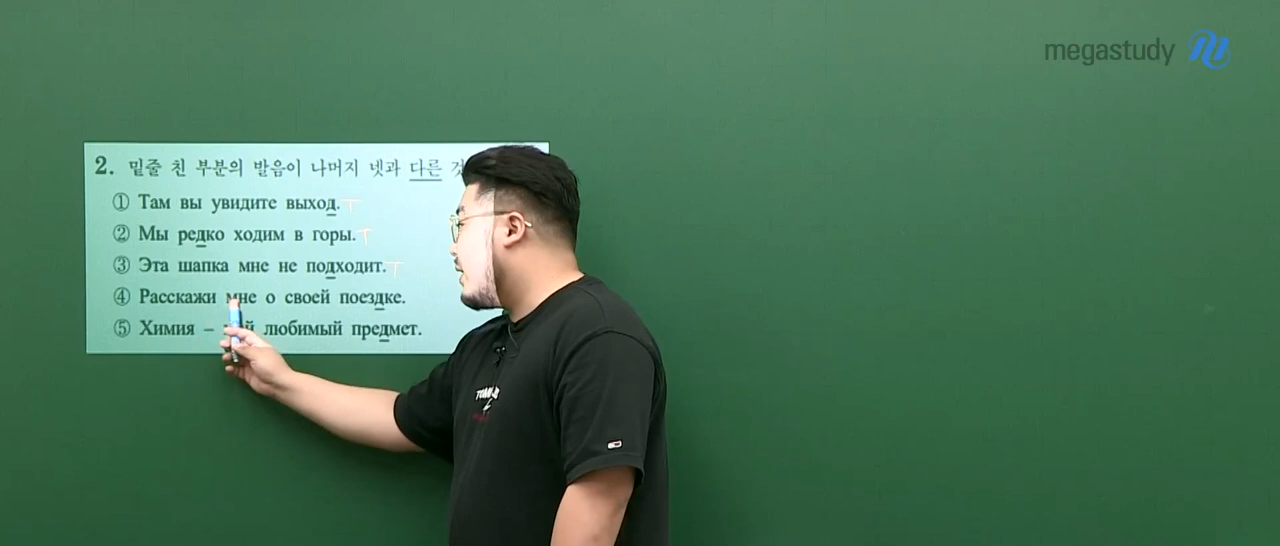 megastudy
2. 밑줄 친 부분의 발음이 나머지 넷과 다른
① Там вы увидите выход. т
② Мы редко ходим в горы. т
③ Эта шапка мне не подходит. т
④ Расскажи мне о своей поездке.
⑤ Химия – любимый предмет.